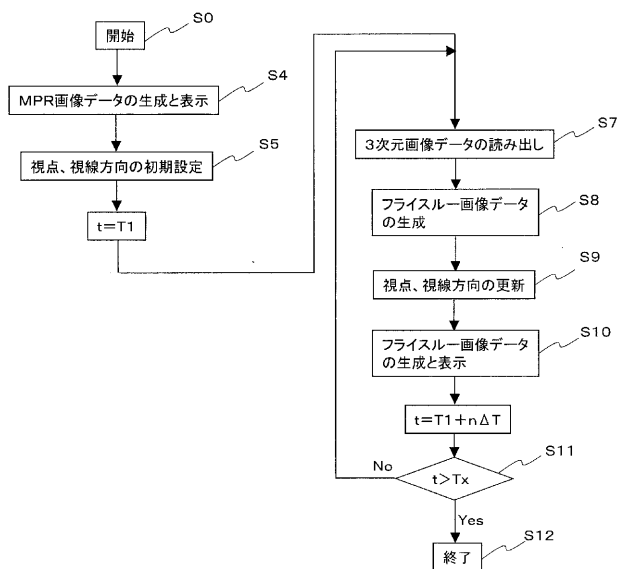 開始
S0
MPR画像データの生成と表示
S4
視点、視線方向の初期設定
S5
t=T1
3次元画像データの読み出し
S7
フライスルー画像データ
の生成
S8
視点、視線方向の更新
S9
フライスルー画像データ
の生成と表示
S10
t=T1+nΔT
t>Tx
S11
No
Yes
終了
S12